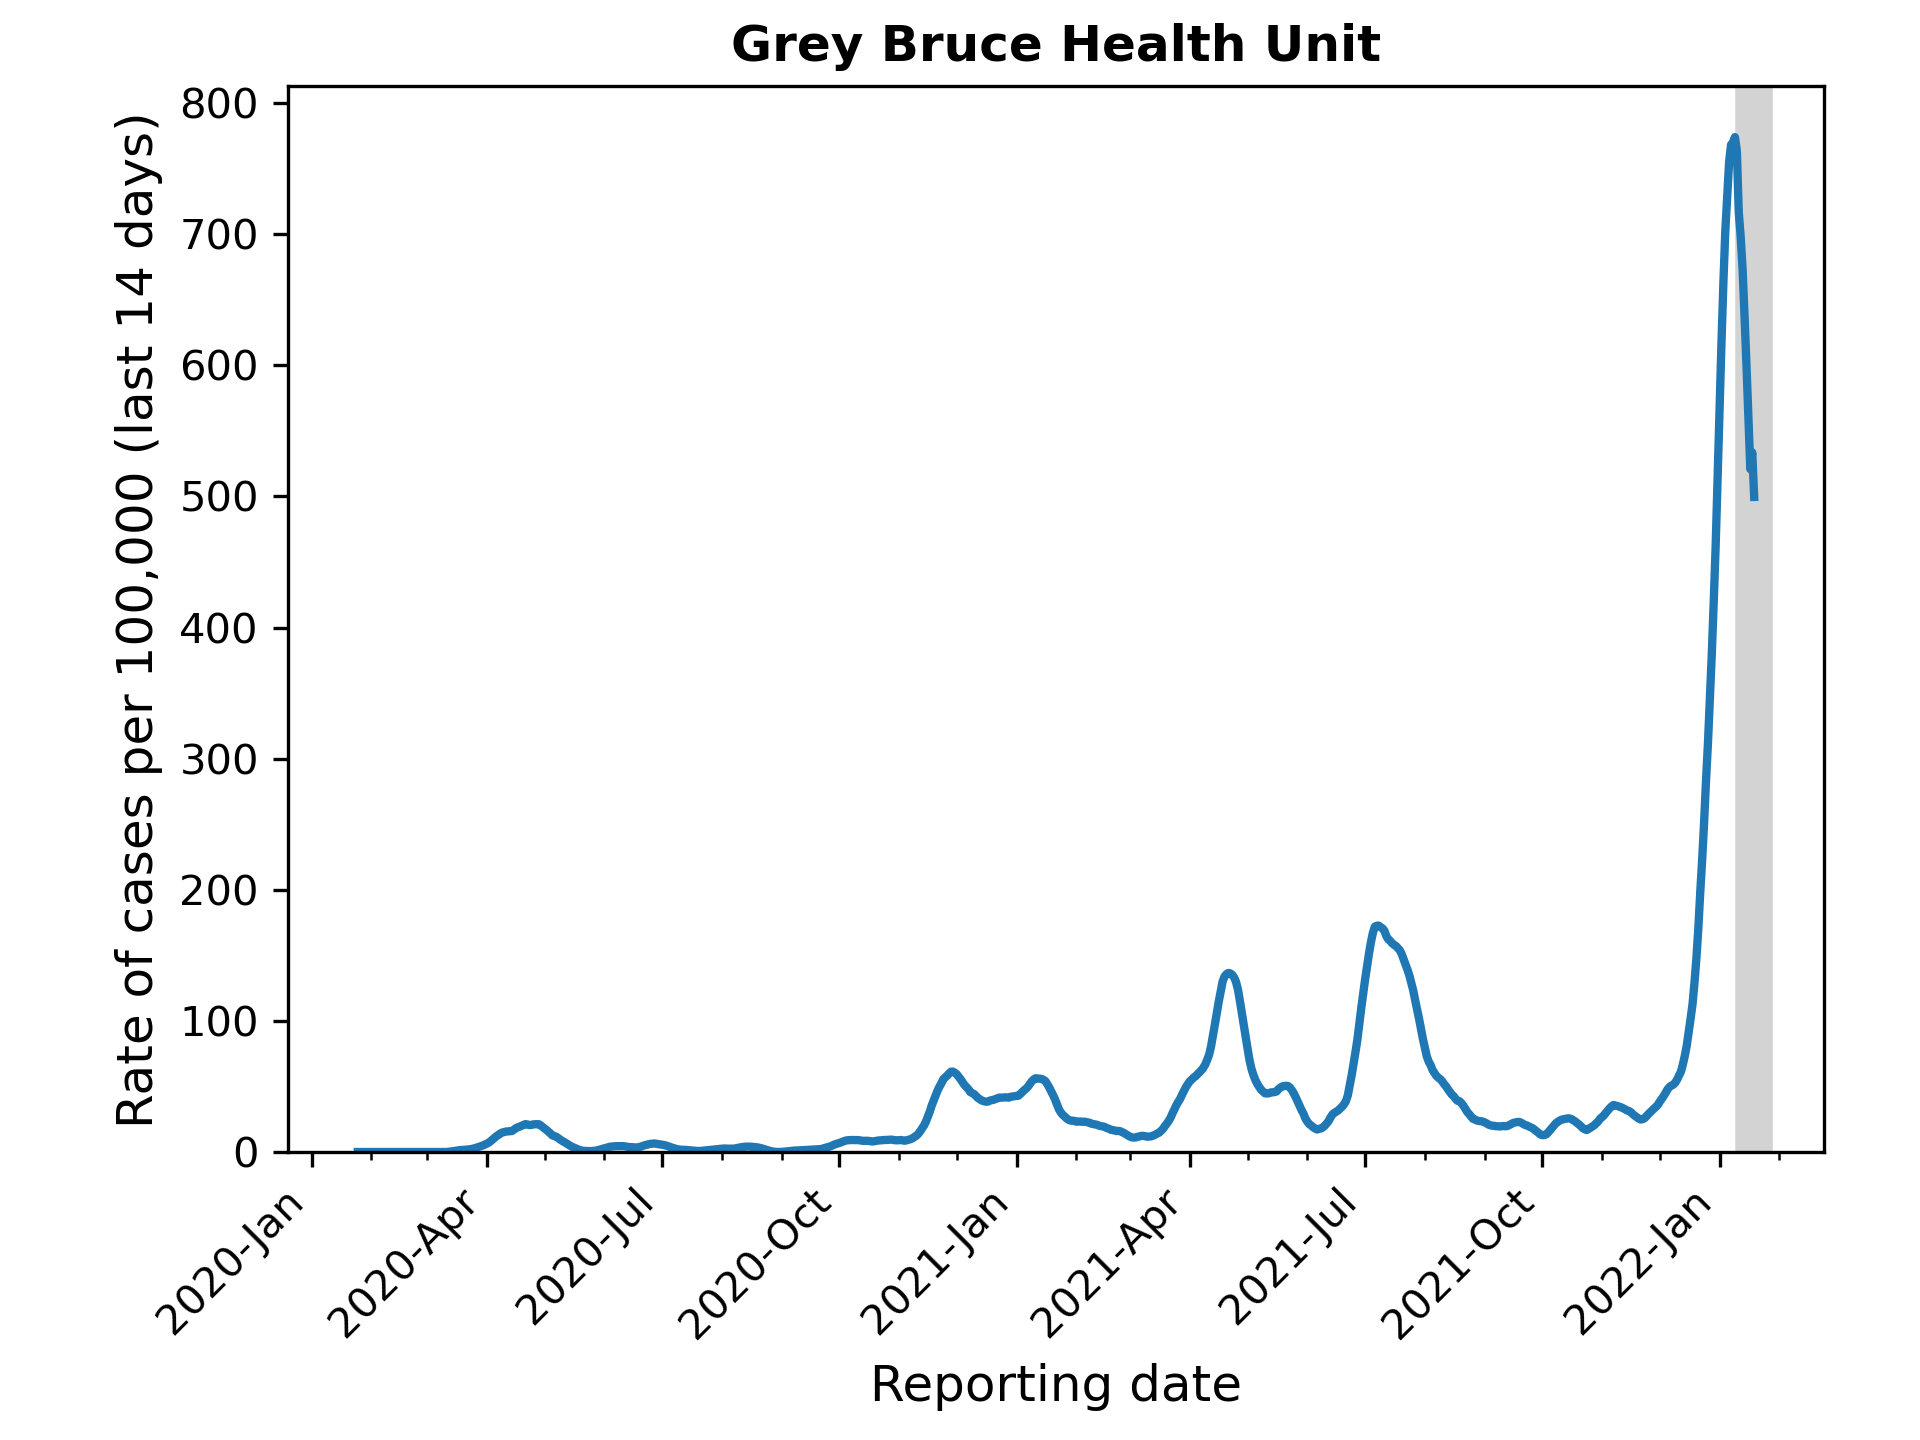 Grey Bruce Health Unit
Rate of cases per 100,000 (last 14 days)
800
700
600
500
400
300
200
100
0
2020-Jan
2020-Apr
2020-Jul
2020-Oct
2021-Jan
2021-Apr
2021-Jul
2021-Oct
2022-Jan
Reporting date